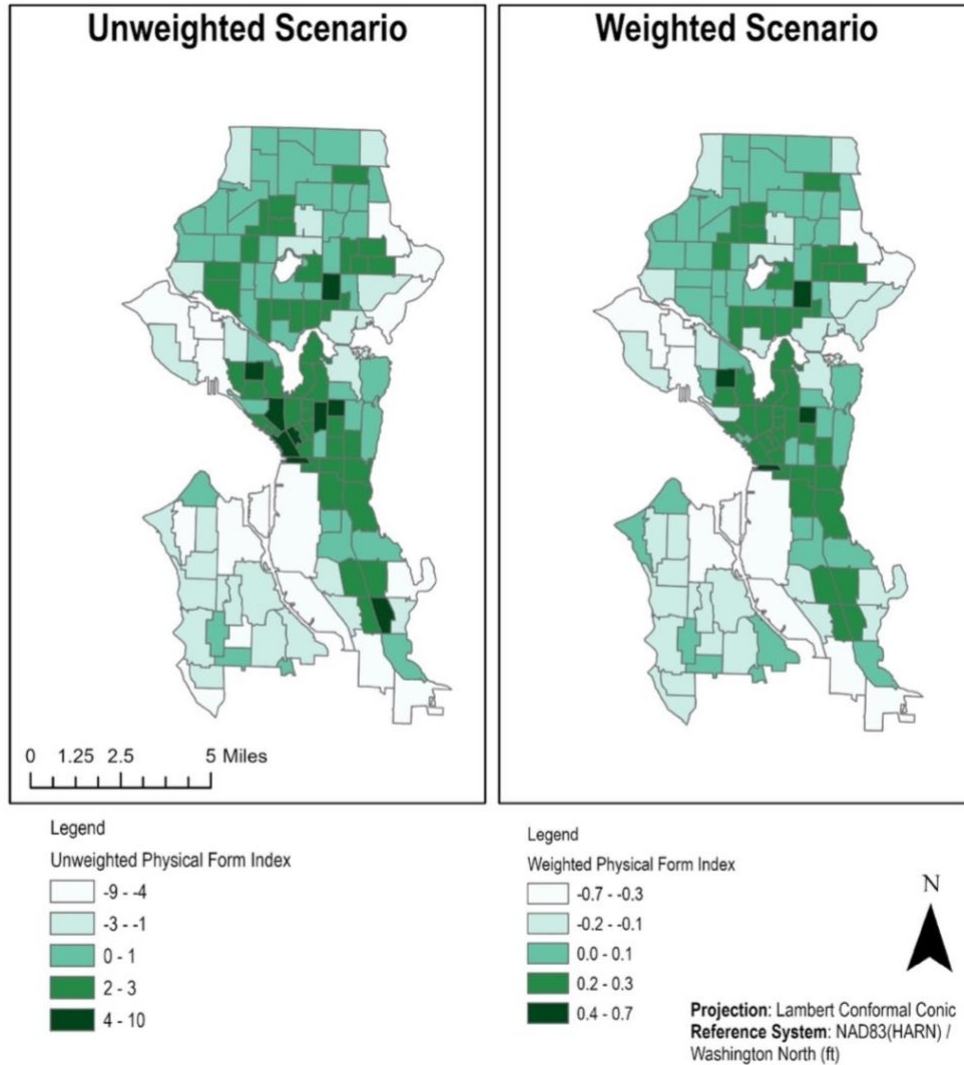 Unweighted Scenario
Weighted Scenario
0 1.25 2.5 5 Miles
Legend
Unweighted Physical Form Index
-9 - -4
-3 - -1
0 - 1
2 - 3
4 - 10
Legend
Weighted Physical Form Index
-0.7 - -0.3
-0.2 - -0.1
0.0 - 0.1
0.2 - 0.3
0.4 - 0.7
N
Projection: Lambert Conformal Conic
Reference System: NAD83(HARN) /
Washington North (ft)